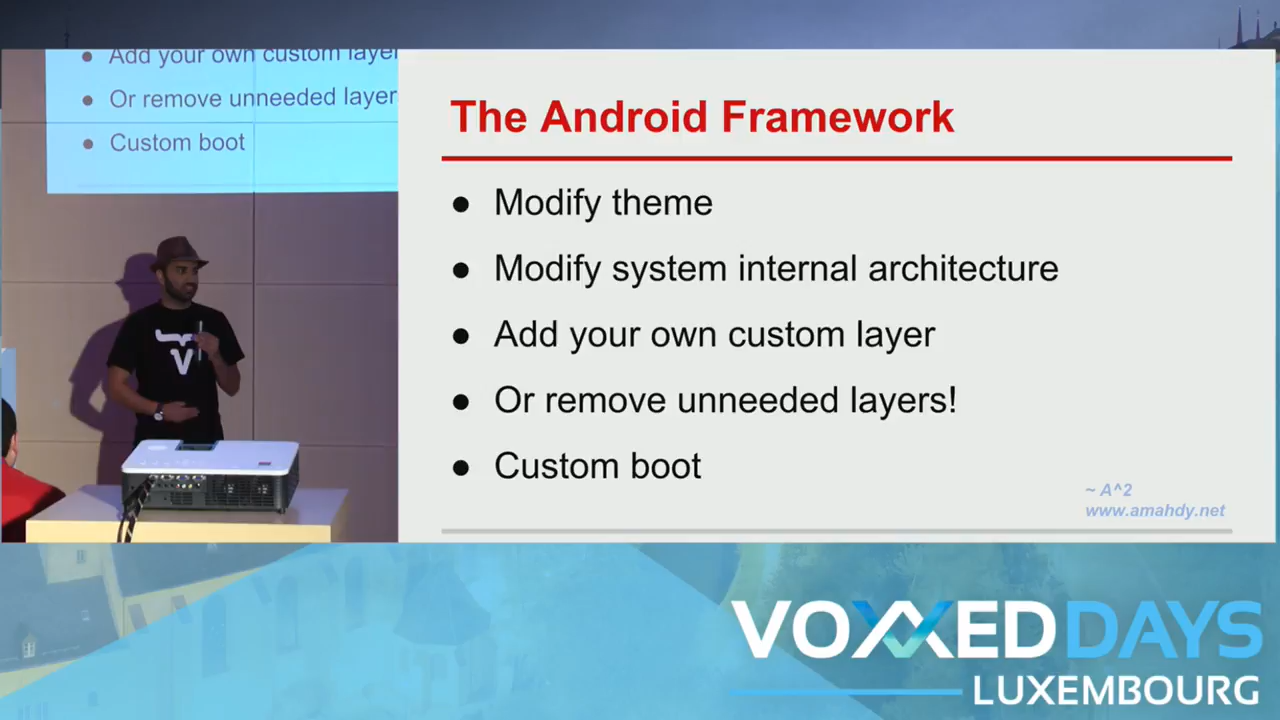 Add your own custom layer
Or remove unneeded layer
Custom boot
The Android Framework
Modify theme
Modify system internal architecture
Add your own custom layer
Or remove unneeded layers!
Custom boot
~ A^2
www.amahdy.net
V
VOXXED DAYS
LUXEMBOURG